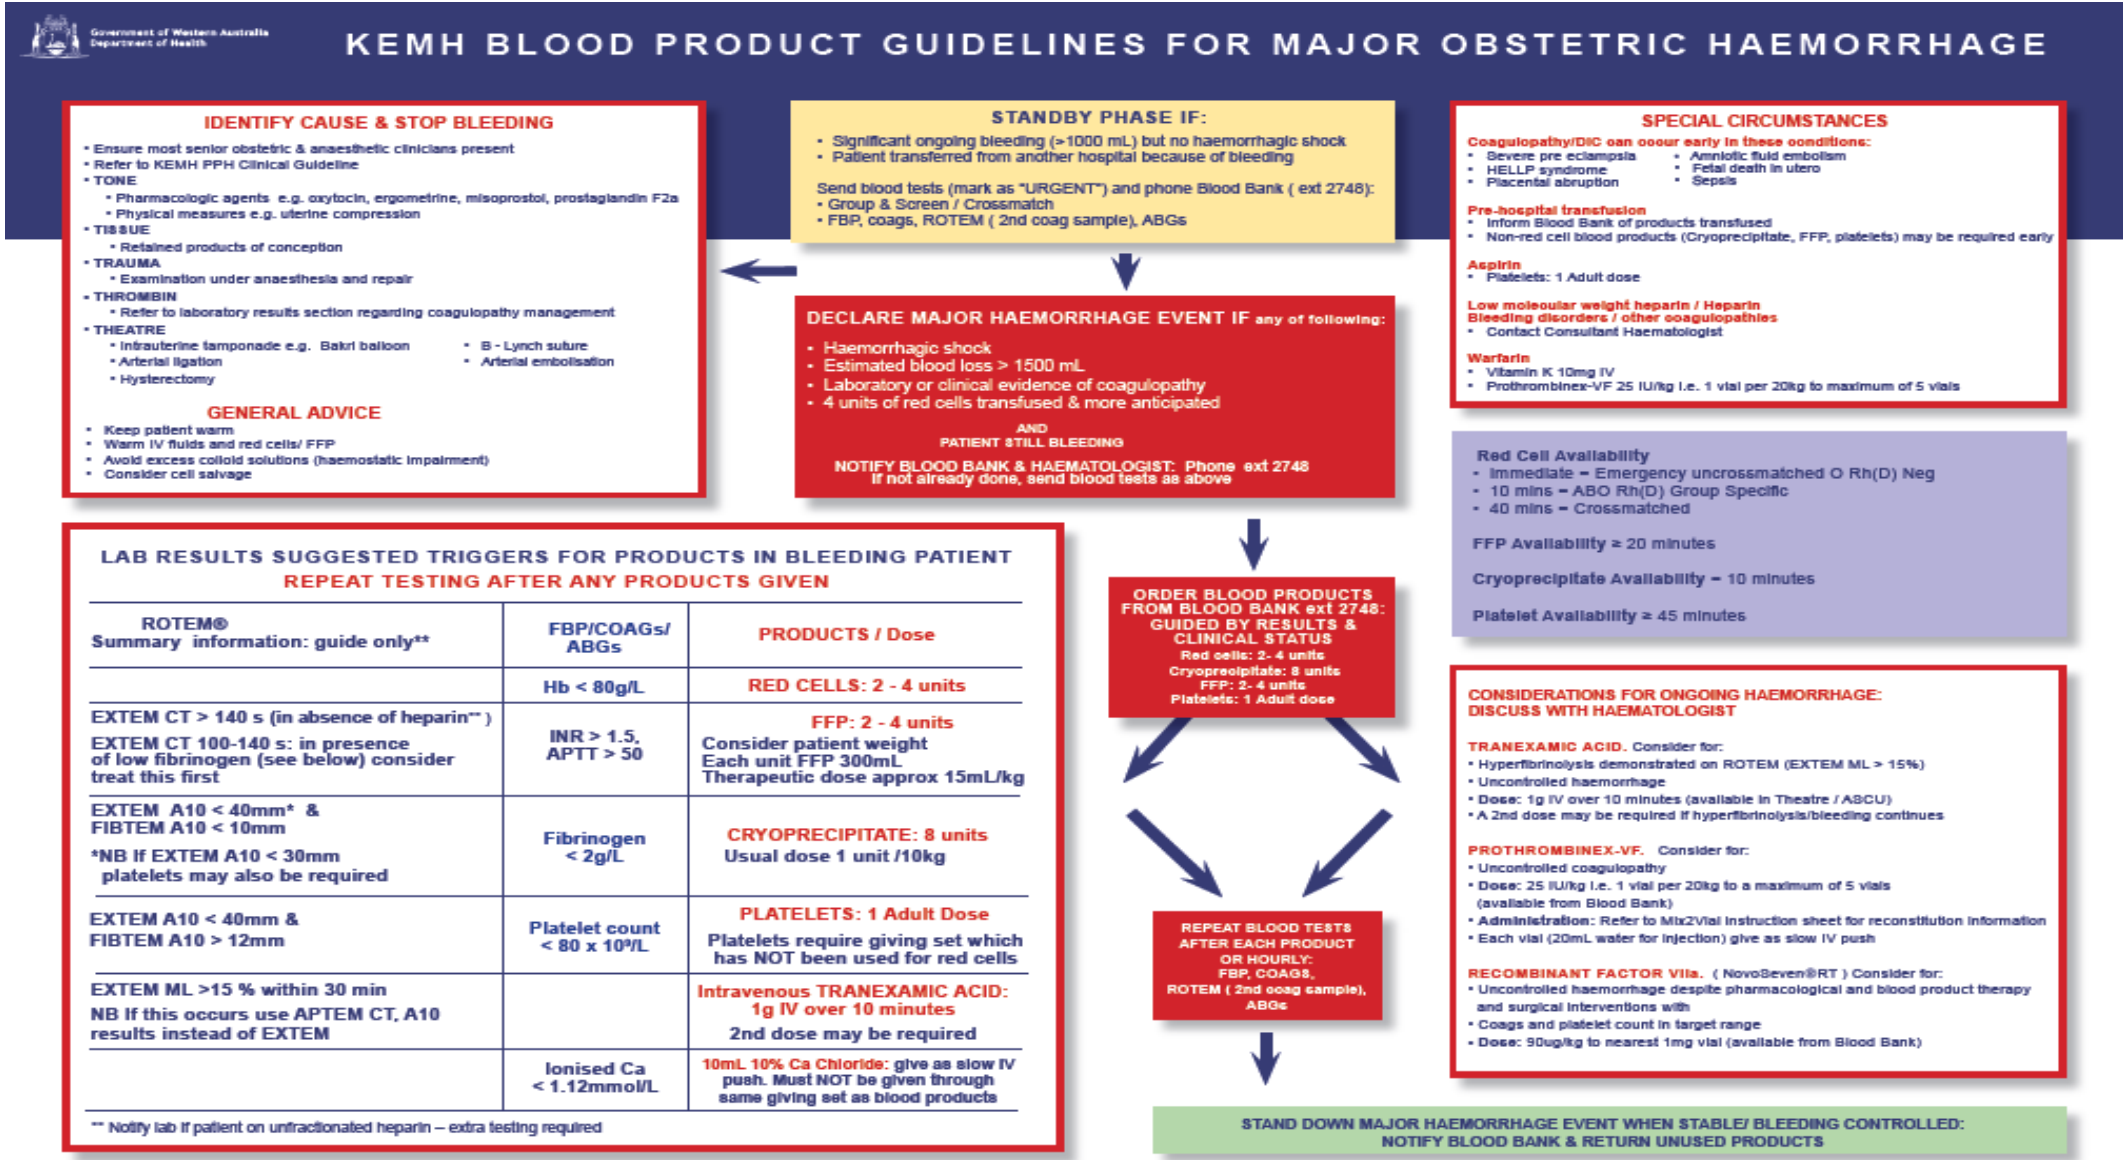 Government of Western Australia
Department of Health
KEMH BLOOD PRODUCT GUIDELINES FOR MAJOR OBSTETRIC HAEMORRHAGE
IDENTIFY CAUSE & STOP BLEEDING
• Ensure most senior obstetric & anaesthetic clinicians present
• Refer to KEMH PPH Clinical Guideline
• TONE
• Pharmacologic agents e.g. oxytocin, ergometrine, misoprostol, prostaglandin F2a
• Physical measures e.g. uterine compression
• TISSUE
• Retained products of conception
• TRAUMA
• Examination under anaesthesia and repair
• THROMBIN
• Refer to laboratory results section regarding coagulopathy management
• THEATRE
• Intrauterine tamponade e.g. Bakri balloon • B - Lynch suture
• Arterial ligation • Arterial embolisation
• Hysterectomy
GENERAL ADVICE
• Keep patient warm
• Warm IV fluids and red cells/ FFP
• Avoid excess colloid solutions (haemostatic impairment)
• Consider cell salvage
STANDBY PHASE IF:
• Significant ongoing bleeding (>1000 mL) but no haemorrhagic shock
• Patient transferred from another hospital because of bleeding
Send blood tests (mark as "URGENT") and phone Blood Bank ( ext 2748):
• Group & Screen / Crossmatch
• FBP, coags, ROTEM ( 2nd coag sample), ABGs
DECLARE MAJOR HAEMORRHAGE EVENT IF any of following:
• Haemorrhagic shock
• Estimated blood loss > 1500 mL
• Laboratory or clinical evidence of coagulopathy
• 4 units of red cells transfused & more anticipated
AND
PATIENT STILL BLEEDING
NOTIFY BLOOD BANK & HAEMATOLOGIST: Phone ext 2748
If not already done, send blood tests as above
SPECIAL CIRCUMSTANCES
Coagulopathy/DIC can occur early in these conditions:
• Severe pre eclampsia • Amniotic fluid embolism
• HELLP syndrome • Fetal death in utero
• Placental abruption • Sepsis
Pre-hospital transfusion
• Inform Blood Bank of products transfused
• Non-red cell blood products (Cryoprecipitate, FFP, platelets) may be required early
Aspirin
• Platelets: 1 Adult dose
Low molecular weight heparin / Heparin
Bleeding disorders / other coagulopathies
• Contact Consultant Haematologist
Warfarin
• Vitamin K 10mg IV
• Prothrombinex-VF 25 IU/kg i.e. 1 vial per 20kg to maximum of 5 vials
Red Cell Availability
• Immediate = Emergency uncrossmatched O Rh(D) Neg
• 10 mins = ABO Rh(D) Group Specific
• 40 mins = Crossmatched
FFP Availability ≥ 20 minutes
Cryoprecipitate Availability = 10 minutes
Platelet Availability ≥ 45 minutes
LAB RESULTS SUGGESTED TRIGGERS FOR PRODUCTS IN BLEEDING PATIENT
REPEAT TESTING AFTER ANY PRODUCTS GIVEN
ROTEM®
Summary information: guide only**
FBP/COAGs/
ABGs
PRODUCTS / Dose
Hb < 80g/L
RED CELLS: 2 - 4 units
EXTEM CT > 140 s (in absence of heparin** )
EXTEM CT 100-140 s: in presence
of low fibrinogen (see below) consider
treat this first
INR > 1.5,
APTT > 50
FFP: 2 - 4 units
Consider patient weight
Each unit FFP 300mL
Therapeutic dose approx 15mL/kg
EXTEM A10 < 40mm* &
FIBTEM A10 < 10mm
*NB If EXTEM A10 < 30mm
platelets may also be required
Fibrinogen
< 2g/L
CRYOPRECIPITATE: 8 units
Usual dose 1 unit /10kg
EXTEM A10 < 40mm &
FIBTEM A10 > 12mm
Platelet count
< 80 x 10⁹/L
PLATELETS: 1 Adult Dose
Platelets require giving set which
has NOT been used for red cells
EXTEM ML >15 % within 30 min
NB If this occurs use APTEM CT, A10
results instead of EXTEM
Intravenous TRANEXAMIC ACID:
1g IV over 10 minutes
2nd dose may be required
Ionised Ca
< 1.12mmol/L
10mL 10% Ca Chloride: give as slow IV
push. Must NOT be given through
same giving set as blood products
** Notify lab if patient on unfractionated heparin – extra testing required
ORDER BLOOD PRODUCTS
FROM BLOOD BANK ext 2748:
GUIDED BY RESULTS &
CLINICAL STATUS
Red cells: 2- 4 units
Cryoprecipitate: 8 units
FFP: 2- 4 units
Platelets: 1 Adult dose
REPEAT BLOOD TESTS
AFTER EACH PRODUCT
OR HOURLY:
FBP, COAGS,
ROTEM ( 2nd coag sample),
ABGs
CONSIDERATIONS FOR ONGOING HAEMORRHAGE:
DISCUSS WITH HAEMATOLOGIST
TRANEXAMIC ACID. Consider for:
• Hyperfibrinolysis demonstrated on ROTEM (EXTEM ML > 15%)
• Uncontrolled haemorrhage
• Dose: 1g IV over 10 minutes (available in Theatre / ASCU)
• A 2nd dose may be required if hyperfibrinolysis/bleeding continues
PROTHROMBINEX-VF. Consider for:
• Uncontrolled coagulopathy
• Dose: 25 IU/kg i.e. 1 vial per 20kg to a maximum of 5 vials
(available from Blood Bank)
• Administration: Refer to Mix2Vial instruction sheet for reconstitution information
• Each vial (20mL water for injection) give as slow IV push
RECOMBINANT FACTOR VIIa. ( NovoSeven®RT ) Consider for:
• Uncontrolled haemorrhage despite pharmacological and blood product therapy
and surgical interventions with
• Coags and platelet count in target range
• Dose: 90ug/kg to nearest 1mg vial (available from Blood Bank)
STAND DOWN MAJOR HAEMORRHAGE EVENT WHEN STABLE/ BLEEDING CONTROLLED:
NOTIFY BLOOD BANK & RETURN UNUSED PRODUCTS